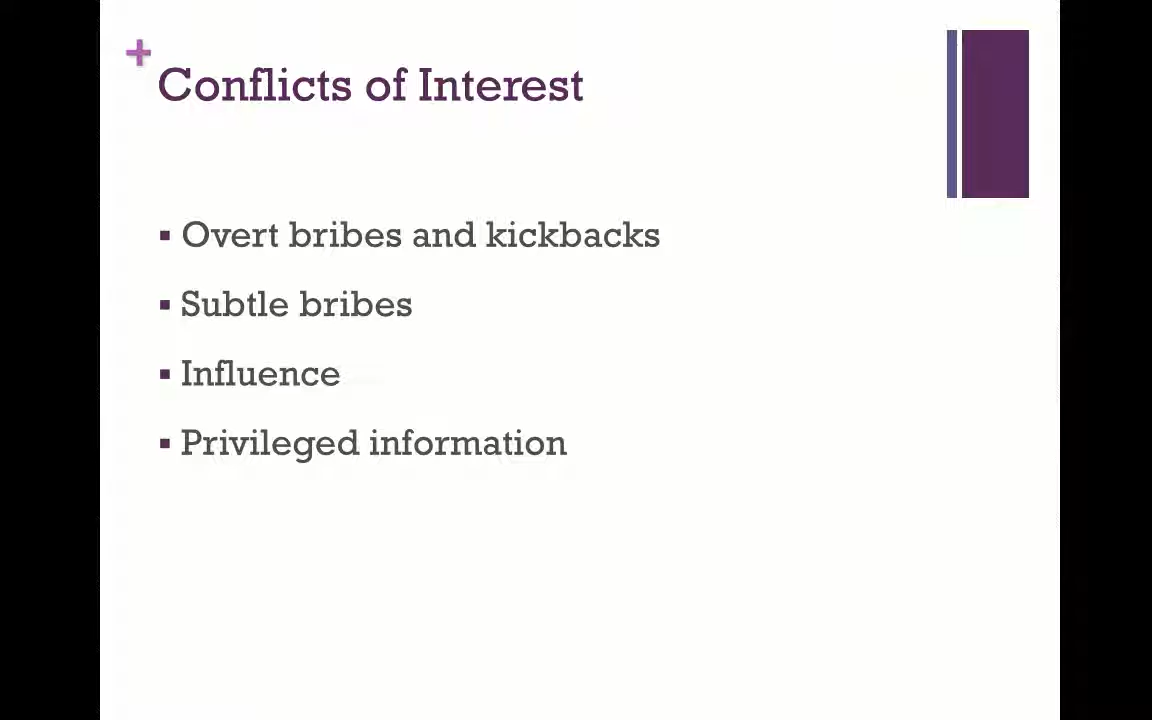 +
Conflicts of Interest
▪ Overt bribes and kickbacks
▪ Subtle bribes
▪ Influence
▪ Privileged information